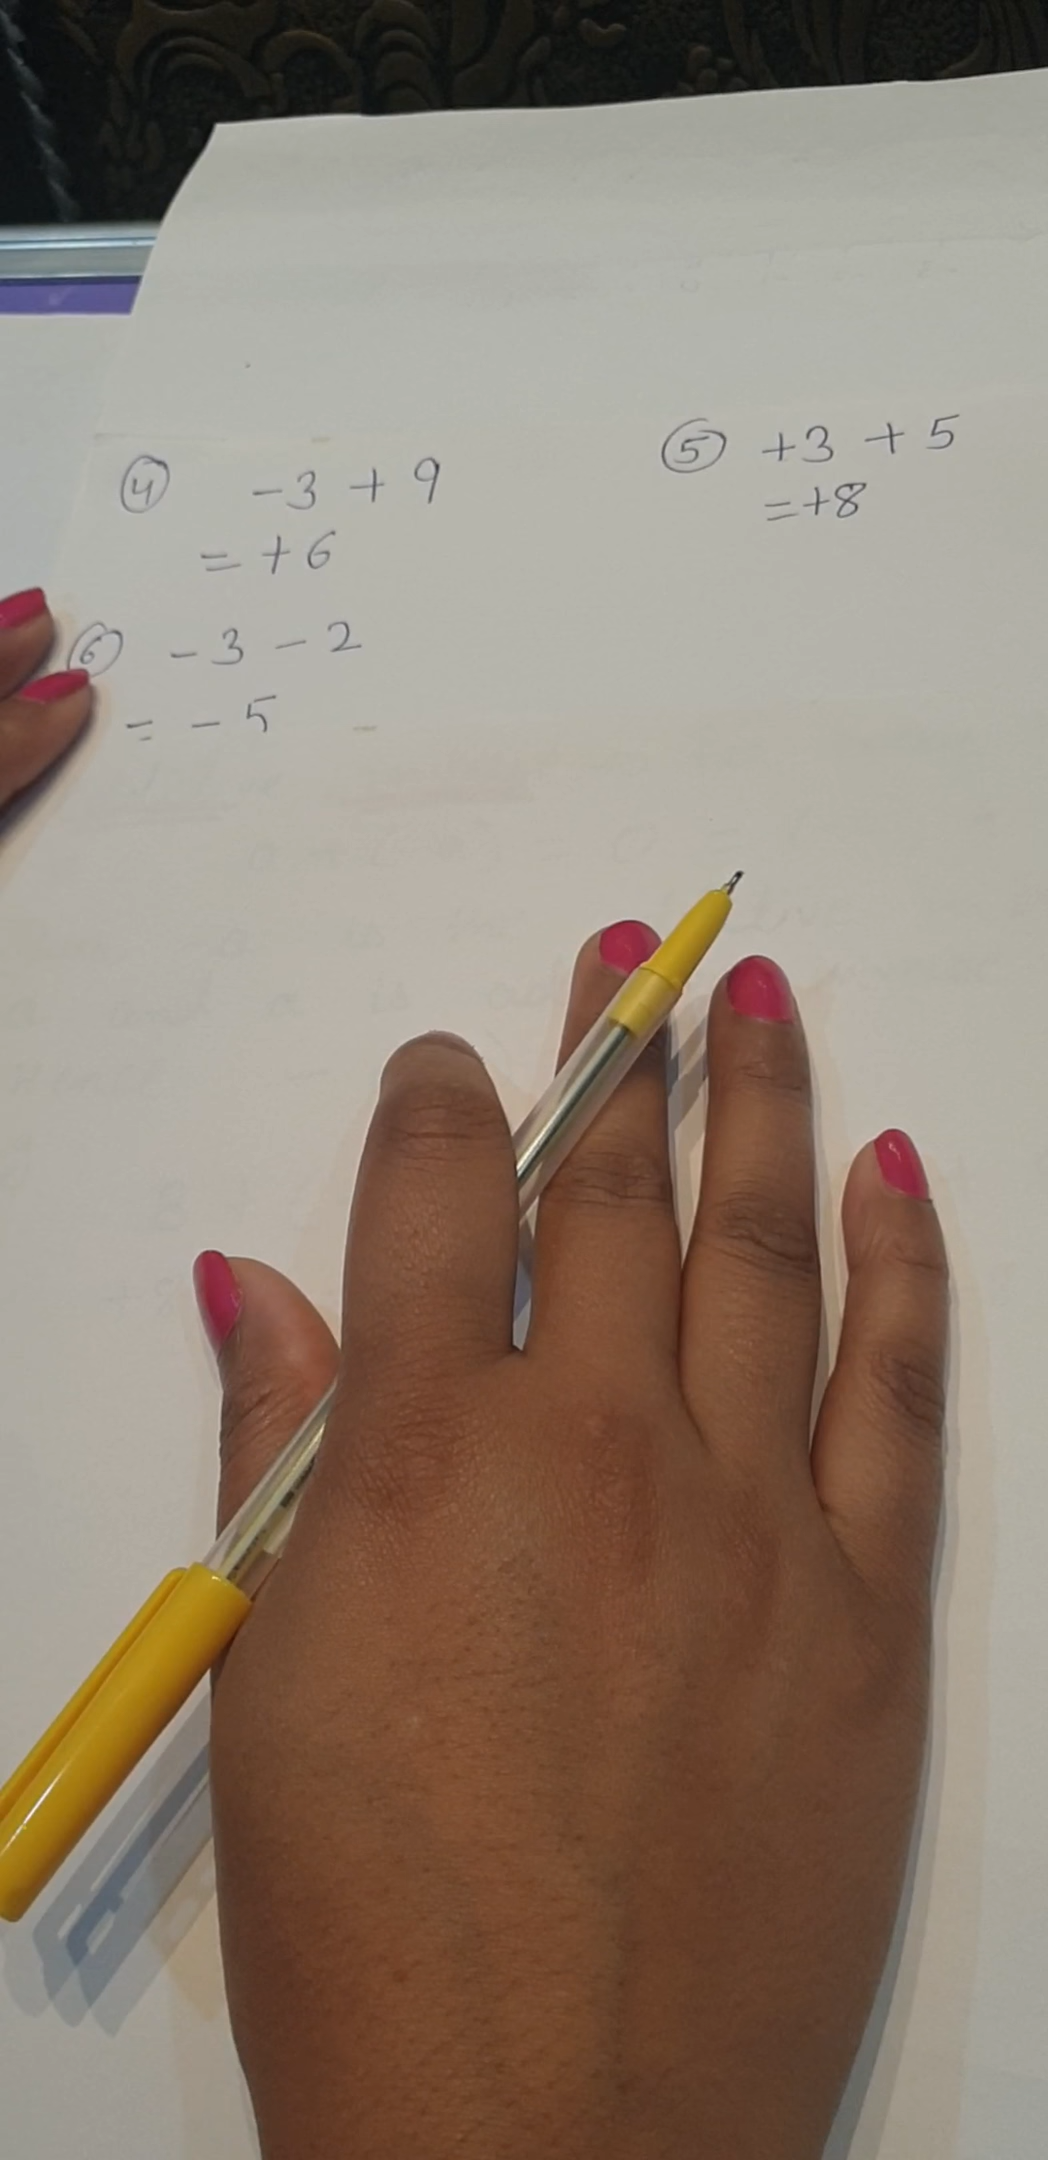 ④ -3 + 9
= +6
⑤ +3 + 5
= +8
⑥ -3 - 2
= - 5